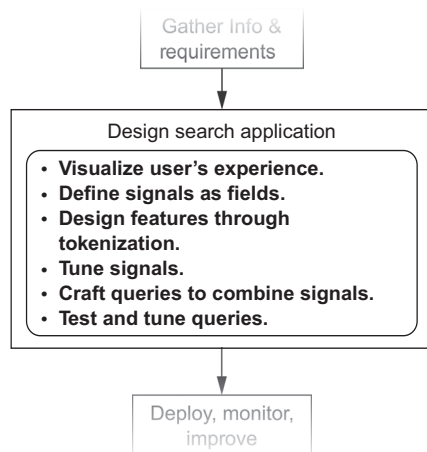 Gather Info &
requirements
Design search application
• Visualize user's experience.
• Define signals as fields.
• Design features through
tokenization.
• Tune signals.
• Craft queries to combine signals.
• Test and tune queries.
Deploy, monitor,
improve